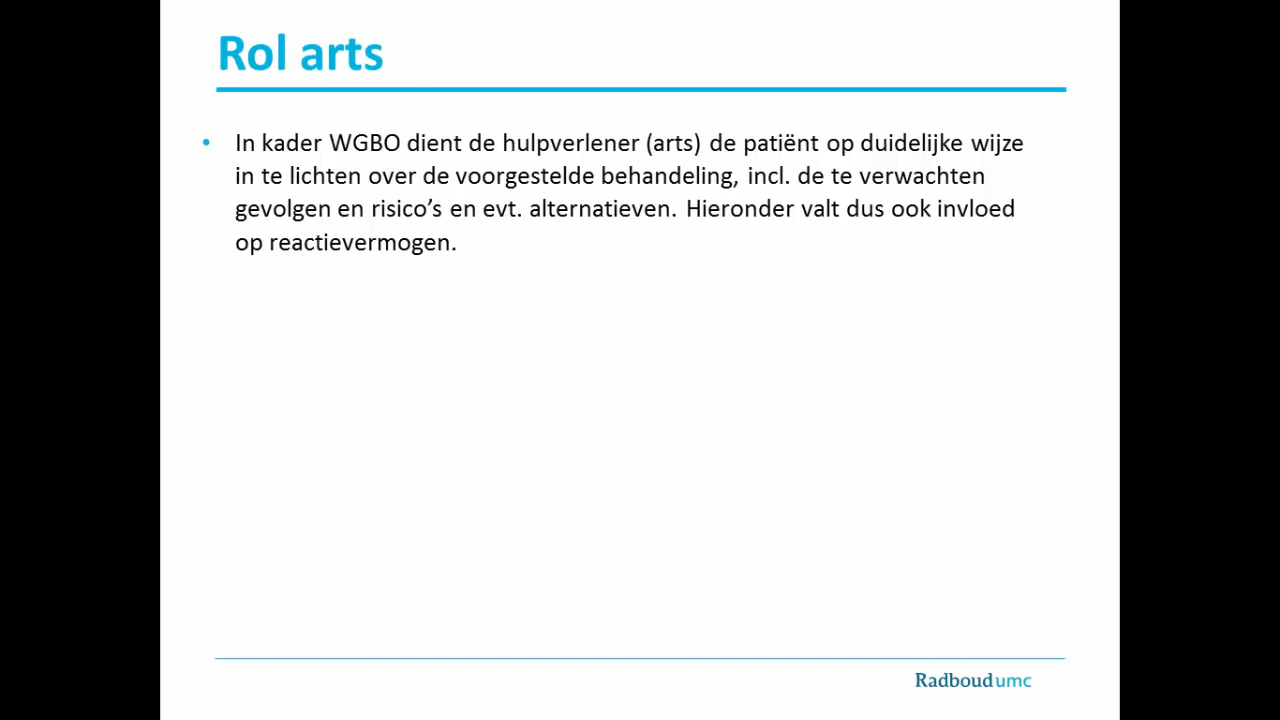 Rol arts
• In kader WGBO dient de hulpverlener (arts) de patiënt op duidelijke wijze
in te lichten over de voorgestelde behandeling, incl. de te verwachten
gevolgen en risico’s en evt. alternatieven. Hieronder valt dus ook invloed
op reactievermogen.
Radboudumc